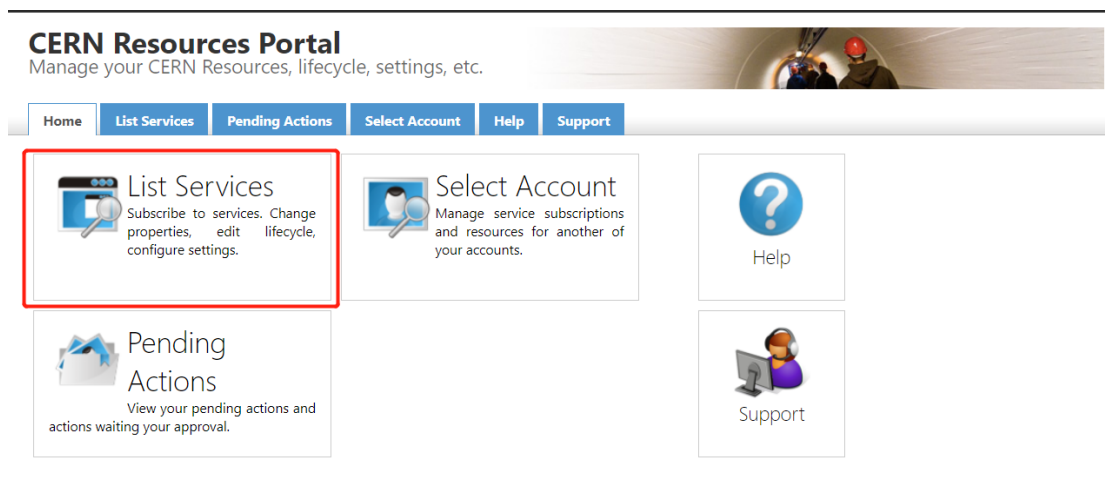 CERN Resources Portal
Manage your CERN Resources, lifecycle, settings, etc.
Home List Services Pending Actions Select Account Help Support
List Services
Subscribe to services. Change
properties, edit lifecycle,
configure settings.
Select Account
Manage service subscriptions
and resources for another of
your accounts.
Help
Pending
Actions
View your pending actions and
actions waiting your approval.
Support